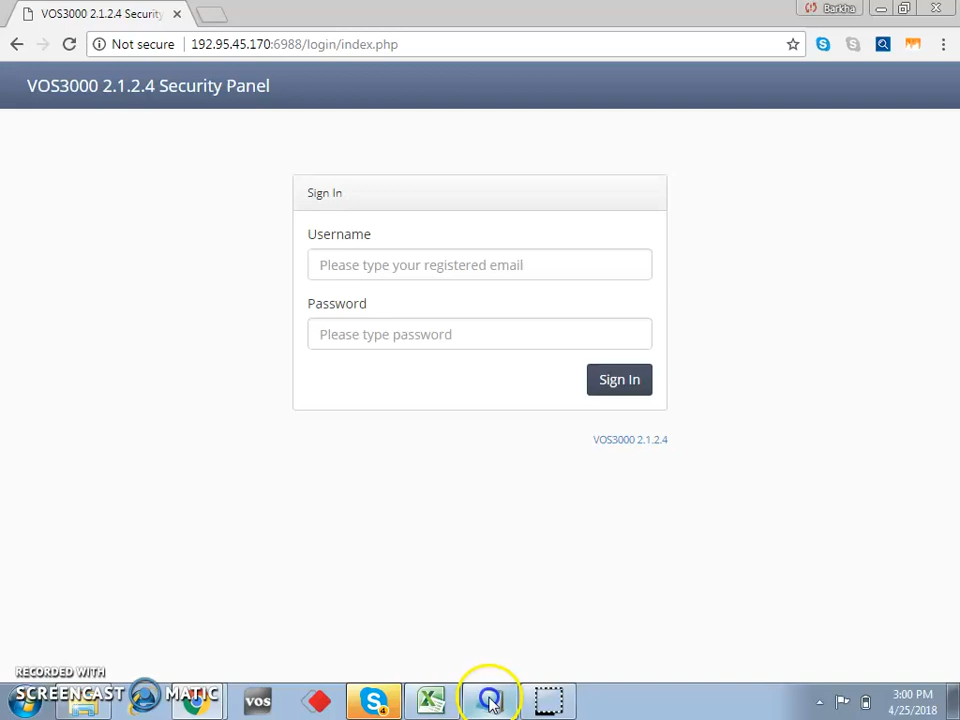 VOS3000 2.1.2.4 Security
Barkha
Not secure
192.95.45.170:6988/login/index.php
VOS3000 2.1.2.4 Security Panel
Sign In
Username
Please type your registered email
Password
Please type password
Sign In
VOS3000 2.1.2.4
RECORDED WITH
SCREENCAST MATIC
vos
4
3:00 PM
4/25/2018